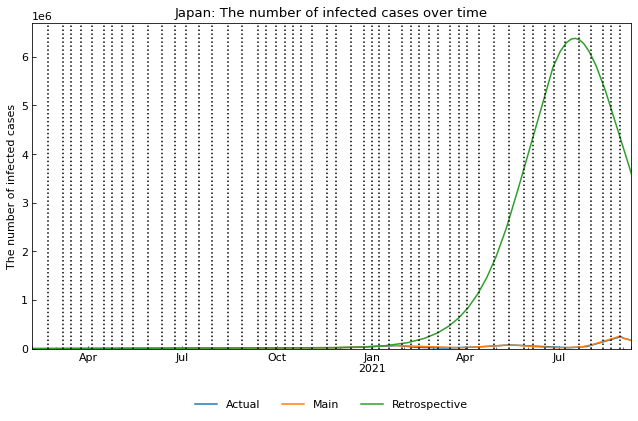 Japan: The number of infected cases over time
1e6
The number of infected cases
6
5
4
3
2
1
0
Apr Jul Oct Jan Apr Jul
2021
Actual Main Retrospective